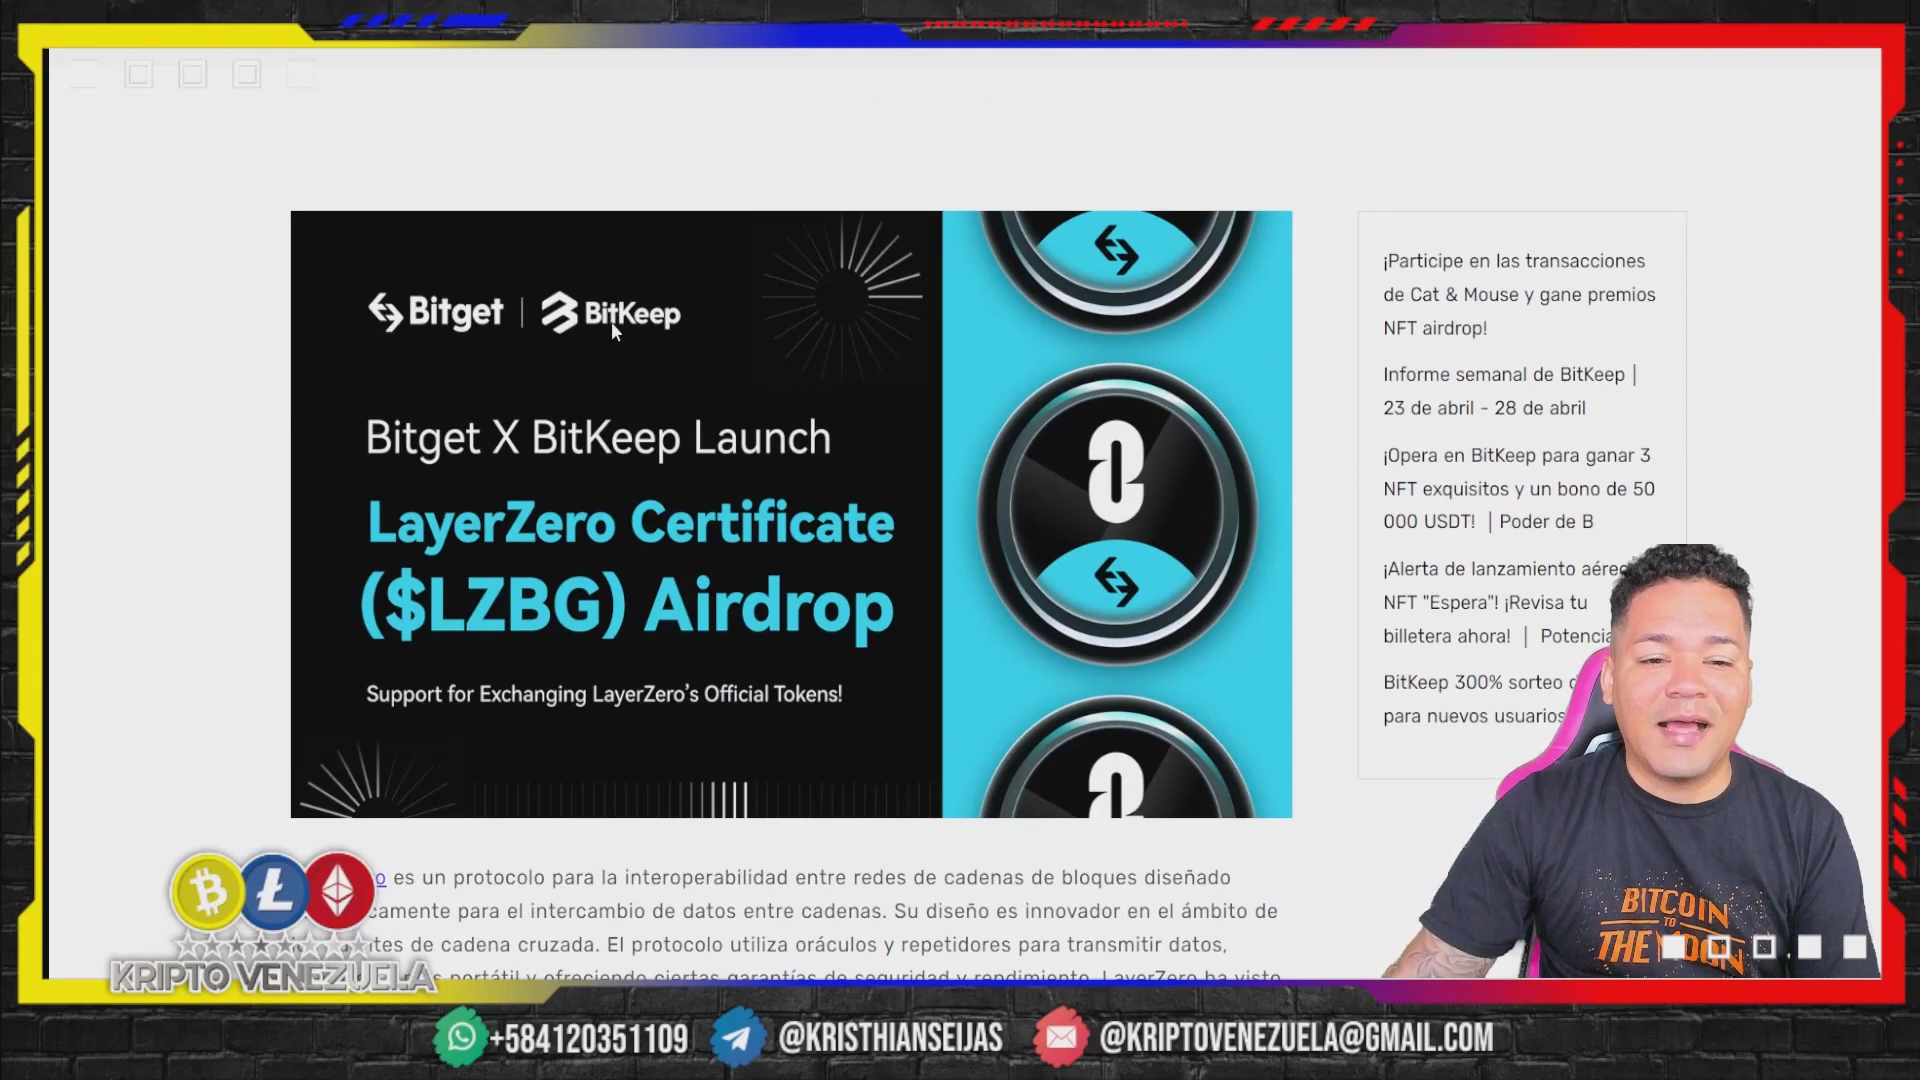 Bitget | BitKeep
Bitget X BitKeep Launch
LayerZero Certificate
($LZBG) Airdrop
Support for Exchanging LayerZero's Official Tokens!
¡Participe en las transacciones
de Cat & Mouse y gane premios
NFT airdrop!
Informe semanal de BitKeep |
23 de abril - 28 de abril
¡Opera en BitKeep para ganar 3
NFT exquisitos y un bono de 50
000 USDT! | Poder de B
¡Alerta de lanzamiento
NFT "Espera"! ¡Revisa tu
billetera ahora! |
BitKeep 300% sorteo
para nuevos usuarios
es un protocolo para la interoperabilidad entre redes de cadenas de bloques diseñado
para el intercambio de datos entre cadenas. Su diseño es innovador en el ámbito de
de cadena cruzada. El protocolo utiliza oráculos y repetidores para transmitir datos,
portátil y ofreciendo ciertas garantías de seguridad y rendimiento. LayerZero ha visto
BITCOIN
TO
THE MOON
KRIPTO VENEZUELA
+584120351109 @KRISTHIANSEIJAS @KRIPTOVENEZUELA@GMAIL.COM